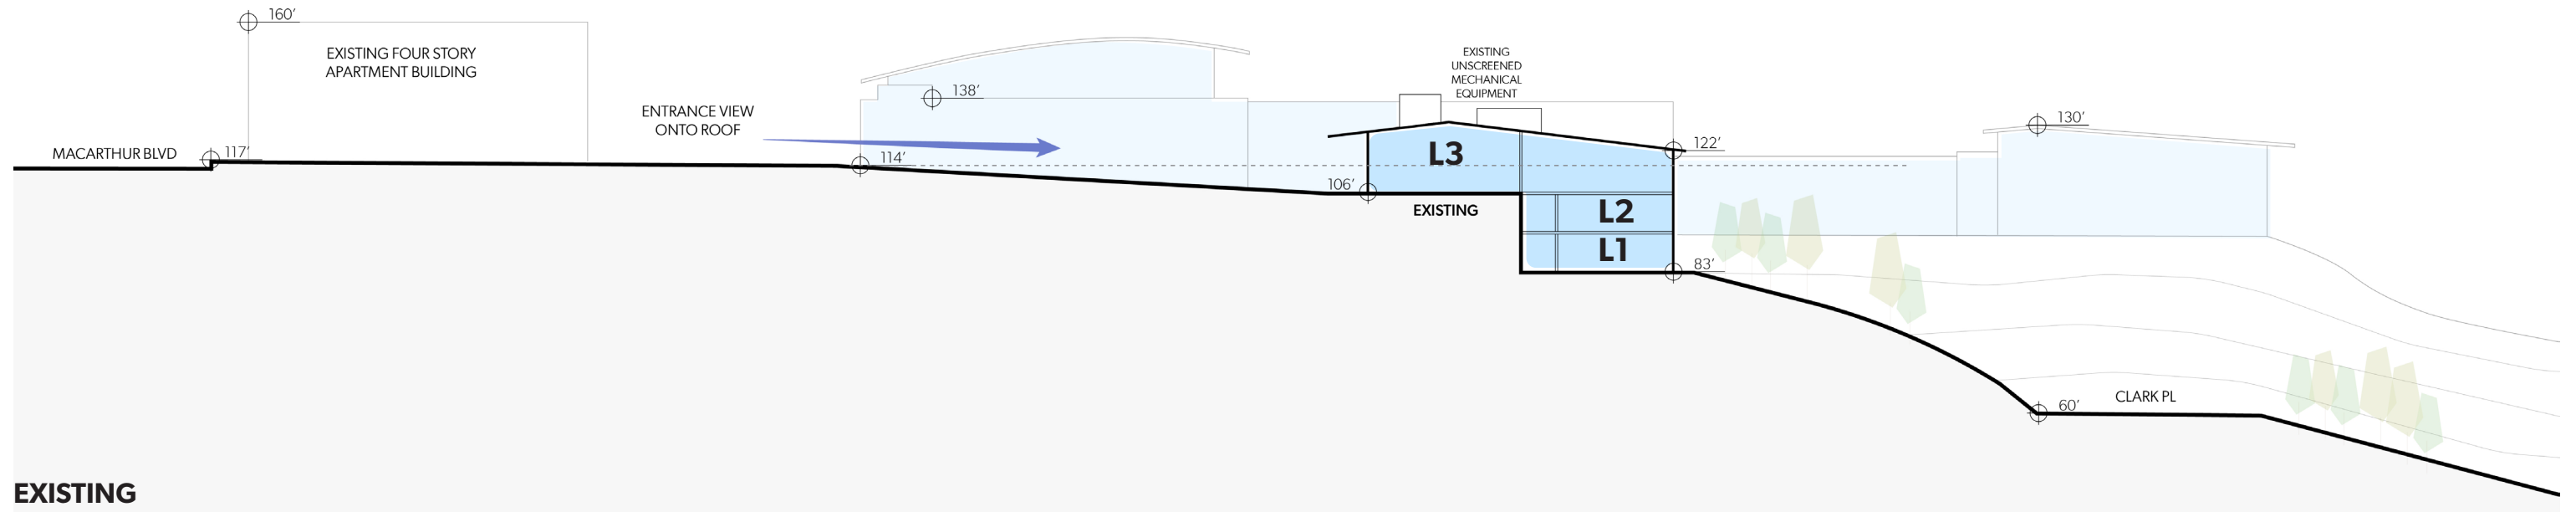 160’
EXISTING FOUR STORY
APARTMENT BUILDING
MACARTHUR BLVD
117’
ENTRANCE VIEW
ONTO ROOF
138’
114’
EXISTING
UNSCREENED
MECHANICAL
EQUIPMENT
L3
122’
106’
EXISTING
L2
L1
83’
130’
60’
CLARK PL
EXISTING